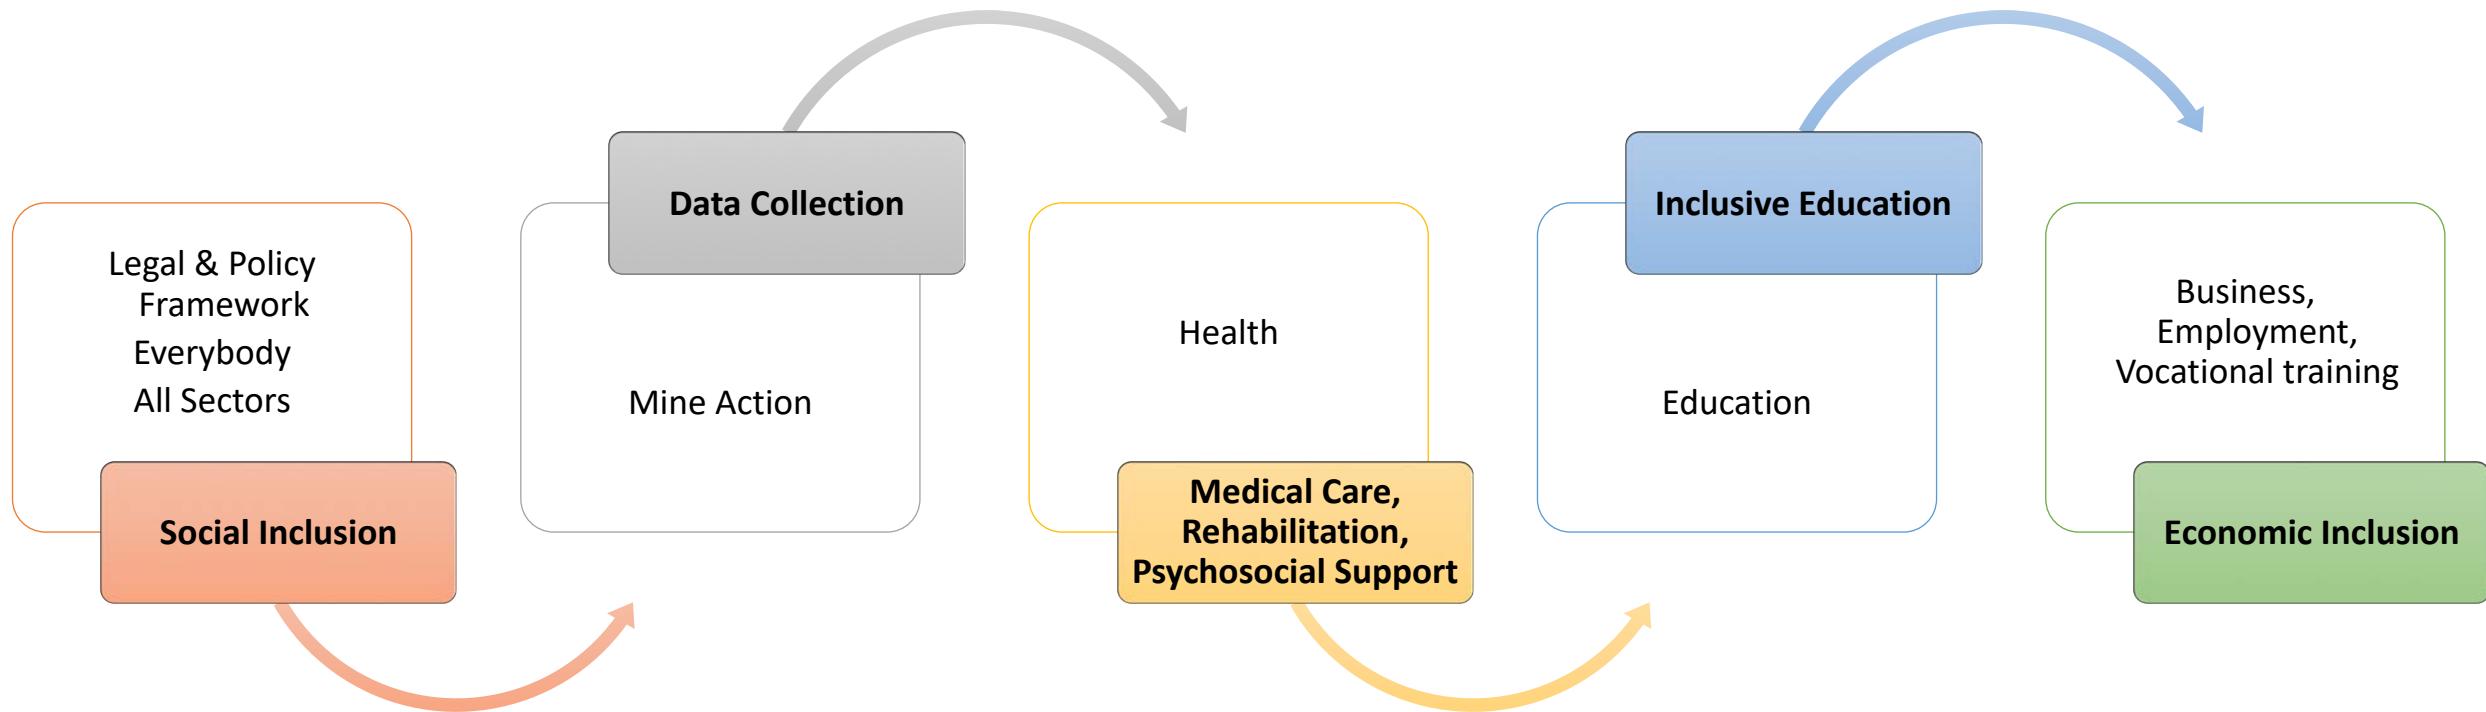 Legal & Policy
Framework
Everybody
All Sectors
Social Inclusion
Data Collection
Mine Action
Health
Medical Care,
Rehabilitation,
Psychosocial Support
Inclusive Education
Education
Business,
Employment,
Vocational training
Economic Inclusion